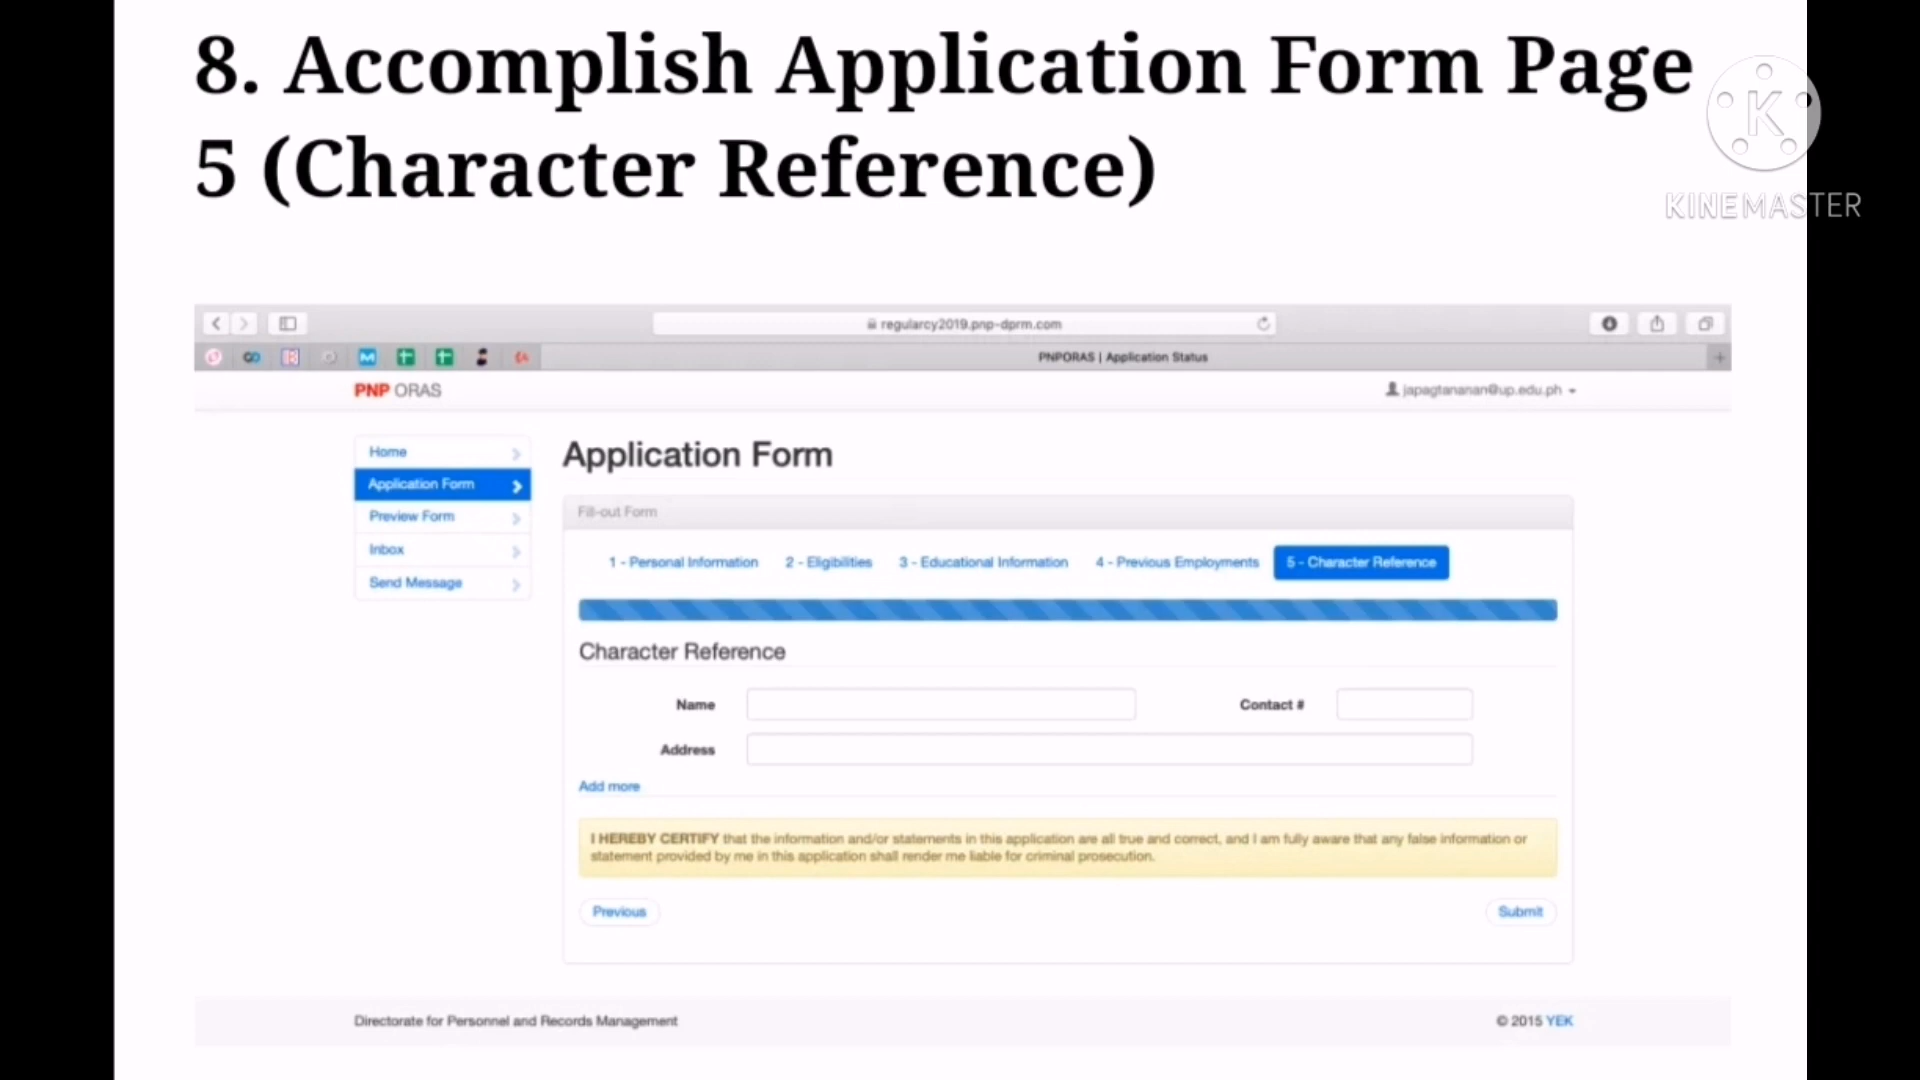 8. Accomplish Application Form Page
5 (Character Reference)
K
KINEMASTER
regularcy2019.pnp-dprm.com
PNPORAS | Application Status
PNP ORAS
japagtananan@up.edu.ph
Home
Application Form
Preview Form
Inbox
Send Message
Application Form
Fill-out Form
1 - Personal Information 2 - Eligibilities 3 - Educational Information 4 - Previous Employments 5 - Character Reference
Character Reference
Name Contact #
Address
Add more
I HEREBY CERTIFY that the information and/or statements in this application are all true and correct, and I am fully aware that any false information or
statement provided by me in this application shall render me liable for criminal prosecution.
Previous Submit
Directorate for Personnel and Records Management © 2015 YEK